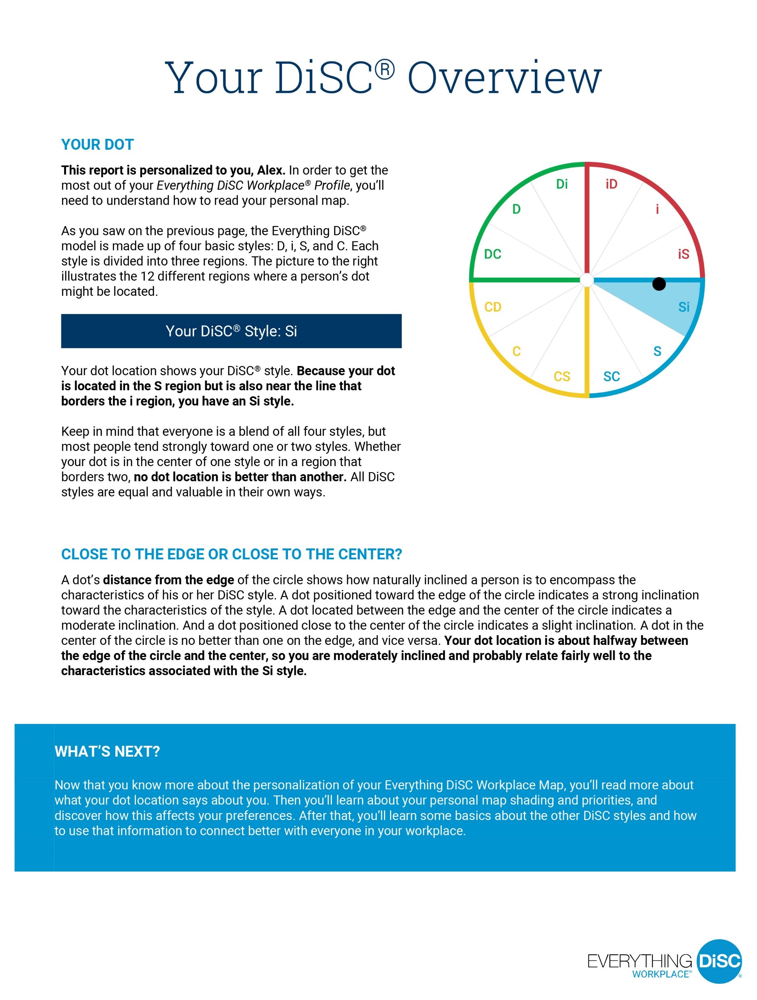 Your DiSC® Overview
YOUR DOT
This report is personalized to you, Alex. In order to get the
most out of your Everything DiSC Workplace® Profile, you’ll
need to understand how to read your personal map.
As you saw on the previous page, the Everything DiSC®
model is made up of four basic styles: D, i, S, and C. Each
style is divided into three regions. The picture to the right
illustrates the 12 different regions where a person’s dot
might be located.
Your DiSC® Style: Si
Your dot location shows your DiSC® style. Because your dot
is located in the S region but is also near the line that
borders the i region, you have an Si style.
Keep in mind that everyone is a blend of all four styles, but
most people tend strongly toward one or two styles. Whether
your dot is in the center of one style or in a region that
borders two, no dot location is better than another. All DiSC
styles are equal and valuable in their own ways.
Di
iD
D
i
DC
iS
CD
Si
C
S
CS
SC
CLOSE TO THE EDGE OR CLOSE TO THE CENTER?
A dot’s distance from the edge of the circle shows how naturally inclined a person is to encompass the
characteristics of his or her DiSC style. A dot positioned toward the edge of the circle indicates a strong inclination
toward the characteristics of the style. A dot located between the edge and the center of the circle indicates a
moderate inclination. And a dot positioned close to the center of the circle indicates a slight inclination. A dot in the
center of the circle is no better than one on the edge, and vice versa. Your dot location is about halfway between
the edge of the circle and the center, so you are moderately inclined and probably relate fairly well to the
characteristics associated with the Si style.
WHAT’S NEXT?
Now that you know more about the personalization of your Everything DiSC Workplace Map, you’ll read more about
what your dot location says about you. Then you’ll learn about your personal map shading and priorities, and
discover how this affects your preferences. After that, you’ll learn some basics about the other DiSC styles and how
to use that information to connect better with everyone in your workplace.
EVERYTHING DiSC®
WORKPLACE®